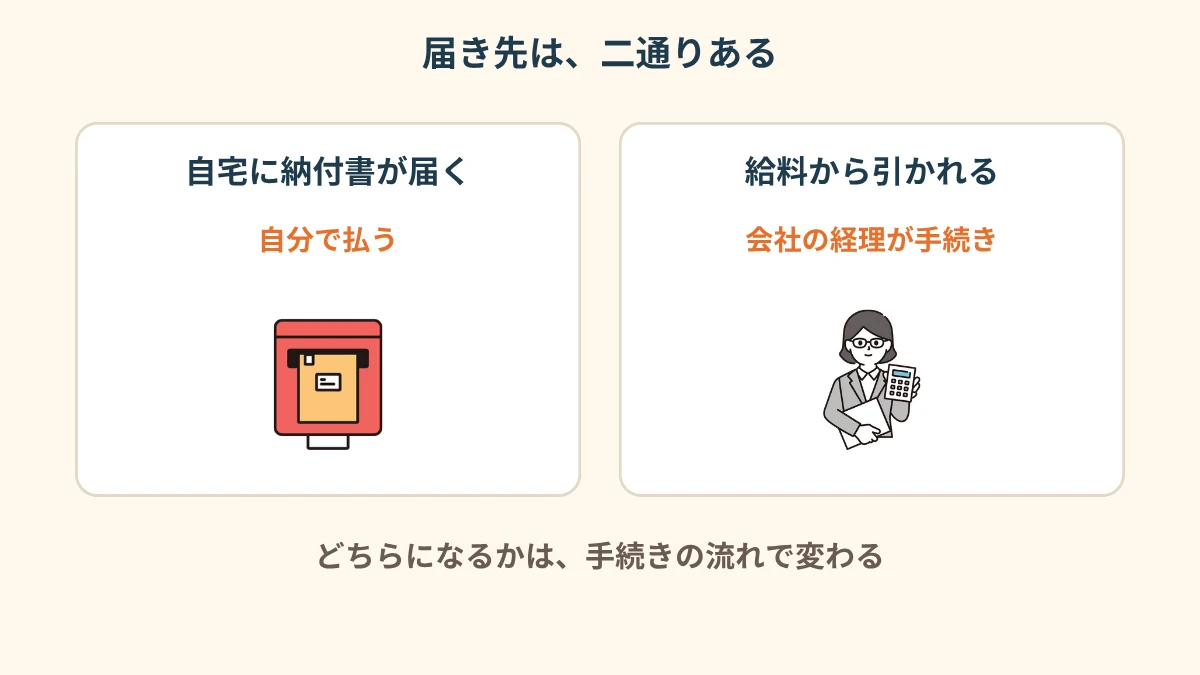 届き先は、二通りある
自宅に納付書が届く
自分で払う
給料から引かれる
会社の経理が手続き
どちらになるかは、手続きの流れで変わる